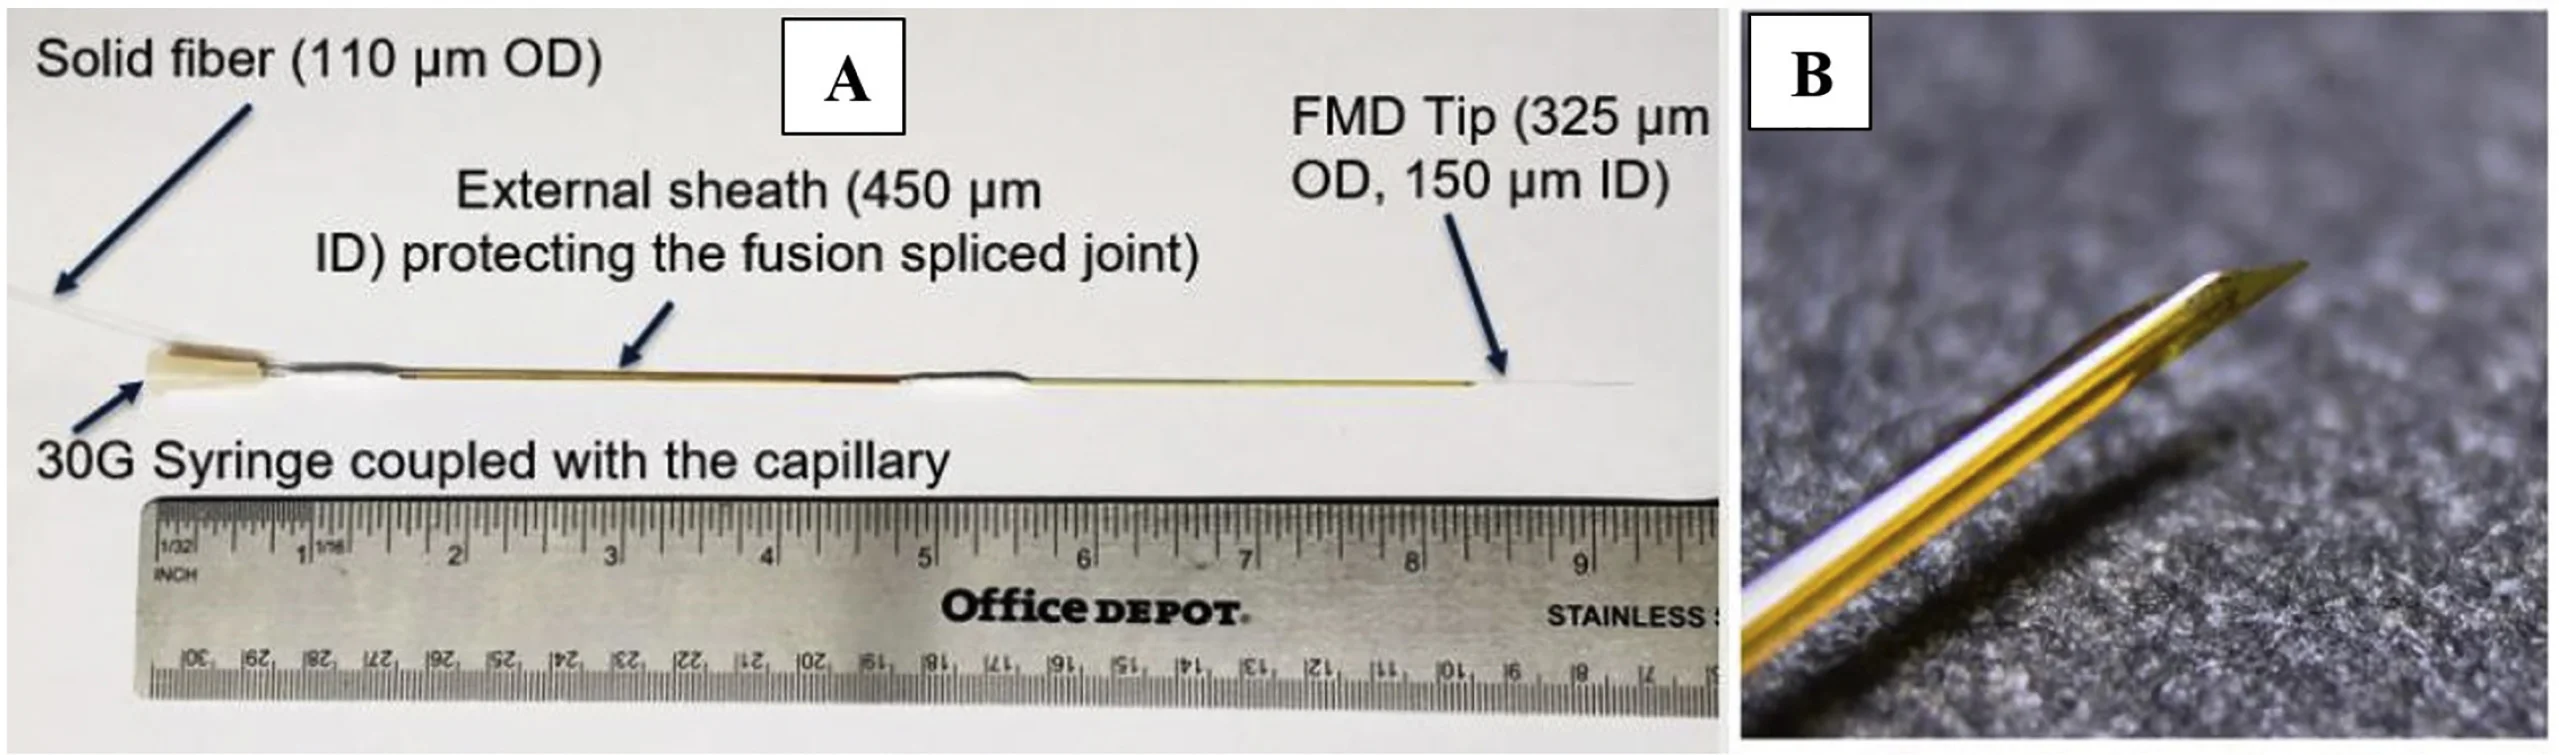 Solid fiber (110 µm OD)
A
FMD Tip (325 µm
OD, 150 µm ID)
External sheath (450 µm
ID) protecting the fusion spliced joint)
30G Syringe coupled with the capillary
1/32 1 1/16 2 3 4 5 6 7 8 9
INCH
Office DEPOT.
STAINLESS
30 29 28 27 26 25 24 23 22 21 20 19 18 17 16 15 14 13 12 11 10 9 8 7
B